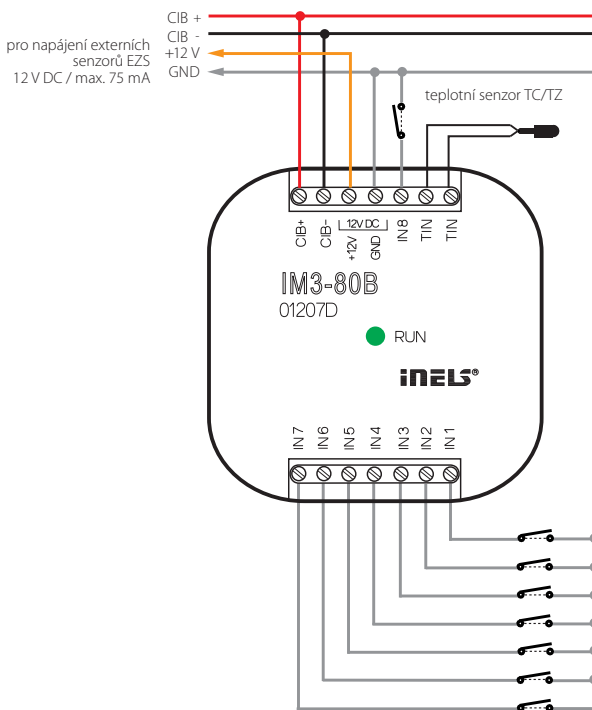 CIB +
CIB -
+12 V
GND
pro napájení externích
senzorů EZS
12 V DC / max. 75 mA
teplotní senzor TC/TZ
CIB+
CIB-
12V DC
+12V
GND
IN8
TIN
TIN
IM3-80B
01207D
RUN
iNELS®
IN7
IN6
IN5
IN4
IN3
IN2
IN1